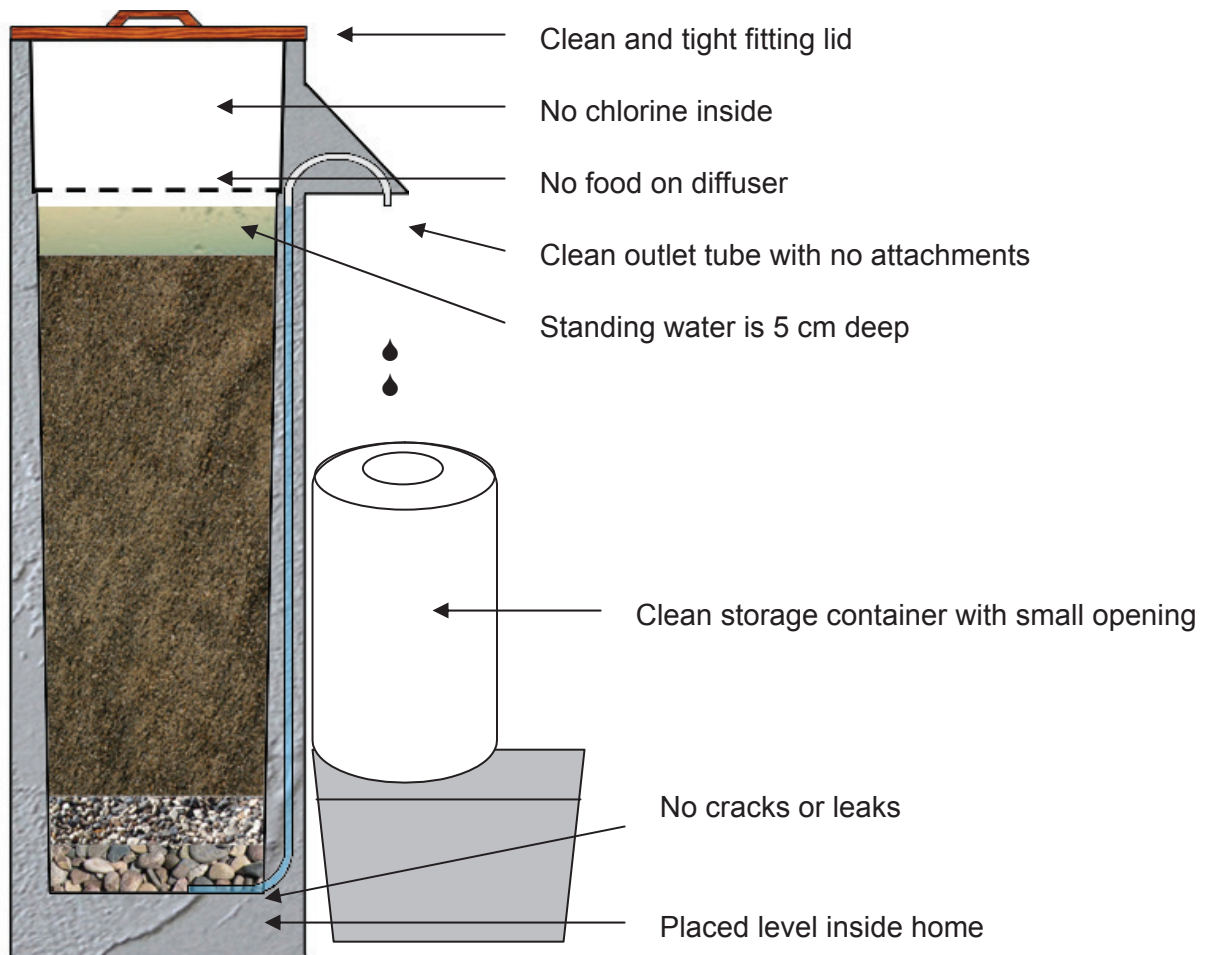 Clean and tight fitting lid
No chlorine inside
No food on diffuser
Clean outlet tube with no attachments
Standing water is 5 cm deep
Clean storage container with small opening
No cracks or leaks
Placed level inside home